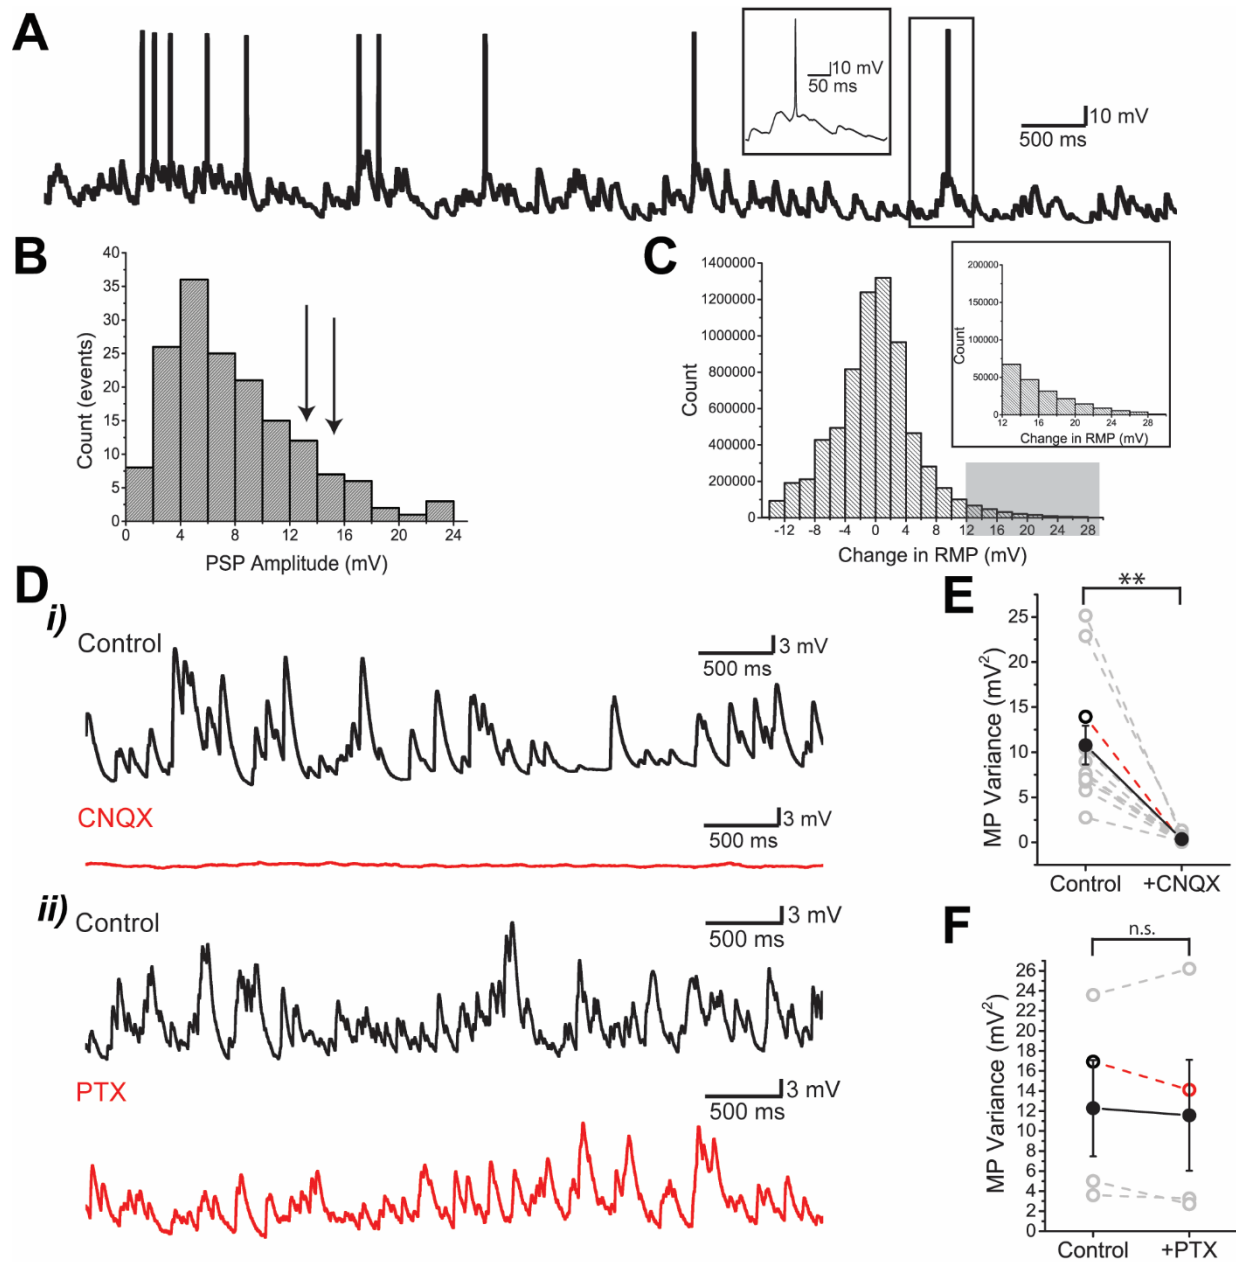 A
10 mV
50 ms
10 mV
500 ms
B
40
35
30
25
20
15
10
5
0
Count (events)
0 4 8 12 16 20 24
PSP Amplitude (mV)
C
1400000
1200000
1000000
800000
600000
400000
200000
0
Count
-12 -8 -4 0 4 8 12 16 20 24 28
Change in RMP (mV)
200000
150000
100000
50000
0
Count
12 16 20 24 28
Change in RMP (mV)
D
i)
Control
3 mV
500 ms
CNQX
3 mV
500 ms
ii)
Control
3 mV
500 ms
PTX
3 mV
500 ms
E
**
25
20
15
10
5
0
MP Variance (mV²)
Control +CNQX
F
n.s.
26
24
22
20
18
16
14
12
10
8
6
4
2
0
MP Variance (mV²)
Control +PTX